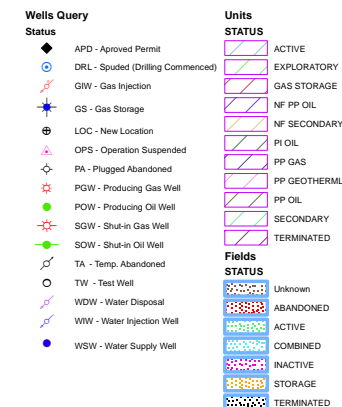 Wells Query
Status
APD - Aproved Permit
DRL - Spuded (Drilling Commenced)
GIW - Gas Injection
GS - Gas Storage
LOC - New Location
OPS - Operation Suspended
PA - Plugged Abandoned
PGW - Producing Gas Well
POW - Producing Oil Well
SGW - Shut-in Gas Well
SOW - Shut-in Oil Well
TA - Temp. Abandoned
TW - Test Well
WDW - Water Disposal
WIW - Water Injection Well
WSW - Water Supply Well
Units
STATUS
ACTIVE
EXPLORATORY
GAS STORAGE
NF PP OIL
NF SECONDARY
PI OIL
PP GAS
PP GEOTHERML
PP OIL
SECONDARY
TERMINATED
Fields
STATUS
Unknown
ABANDONED
ACTIVE
COMBINED
INACTIVE
STORAGE
TERMINATED